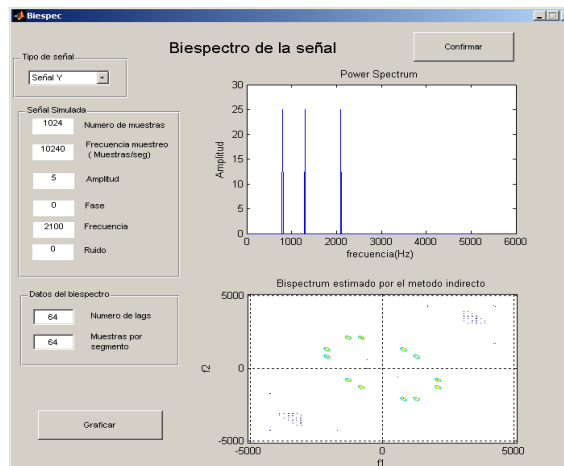 Biespec
Biespectro de la señal
Confirmar
Tipo de señal
Señal Y
Señal Simulada
1024 Numero de muestras
10240 Frecuencia muestreo
( Muestras/seg)
5 Amplitud
0 Fase
2100 Frecuencia
0 Ruido
Datos del biespectro
64 Numero de lags
64 Muestras por
segmento
Graficar
Power Spectrum
Amplitud
30
25
20
15
10
5
0
0 1000 2000 3000 4000 5000 6000
frecuencia(Hz)
Bispectrum estimado por el metodo indirecto
f2
5000
0
-5000
-5000 0 5000
f1